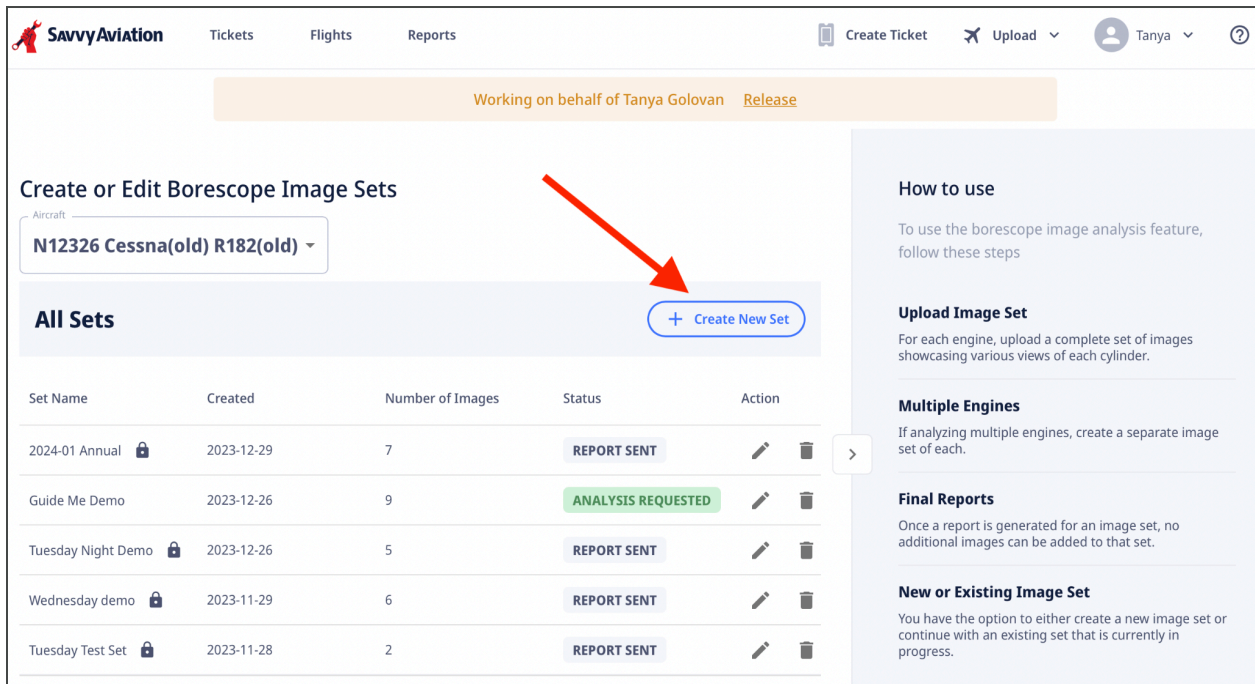 SavvyAviation Tickets Flights Reports Create Ticket Upload Tanya
Working on behalf of Tanya Golovan Release
Create or Edit Borescope Image Sets
Aircraft
N12326 Cessna(old) R182(old)
All Sets
+ Create New Set
Set Name Created Number of Images Status Action
2024-01 Annual 2023-12-29 7 REPORT SENT
Guide Me Demo 2023-12-26 9 ANALYSIS REQUESTED
Tuesday Night Demo 2023-12-26 5 REPORT SENT
Wednesday demo 2023-11-29 6 REPORT SENT
Tuesday Test Set 2023-11-28 2 REPORT SENT
How to use
To use the borescope image analysis feature,
follow these steps
Upload Image Set
For each engine, upload a complete set of images
showcasing various views of each cylinder.
Multiple Engines
If analyzing multiple engines, create a separate image
set of each.
Final Reports
Once a report is generated for an image set, no
additional images can be added to that set.
New or Existing Image Set
You have the option to either create a new image set or
continue with an existing set that is currently in
progress.